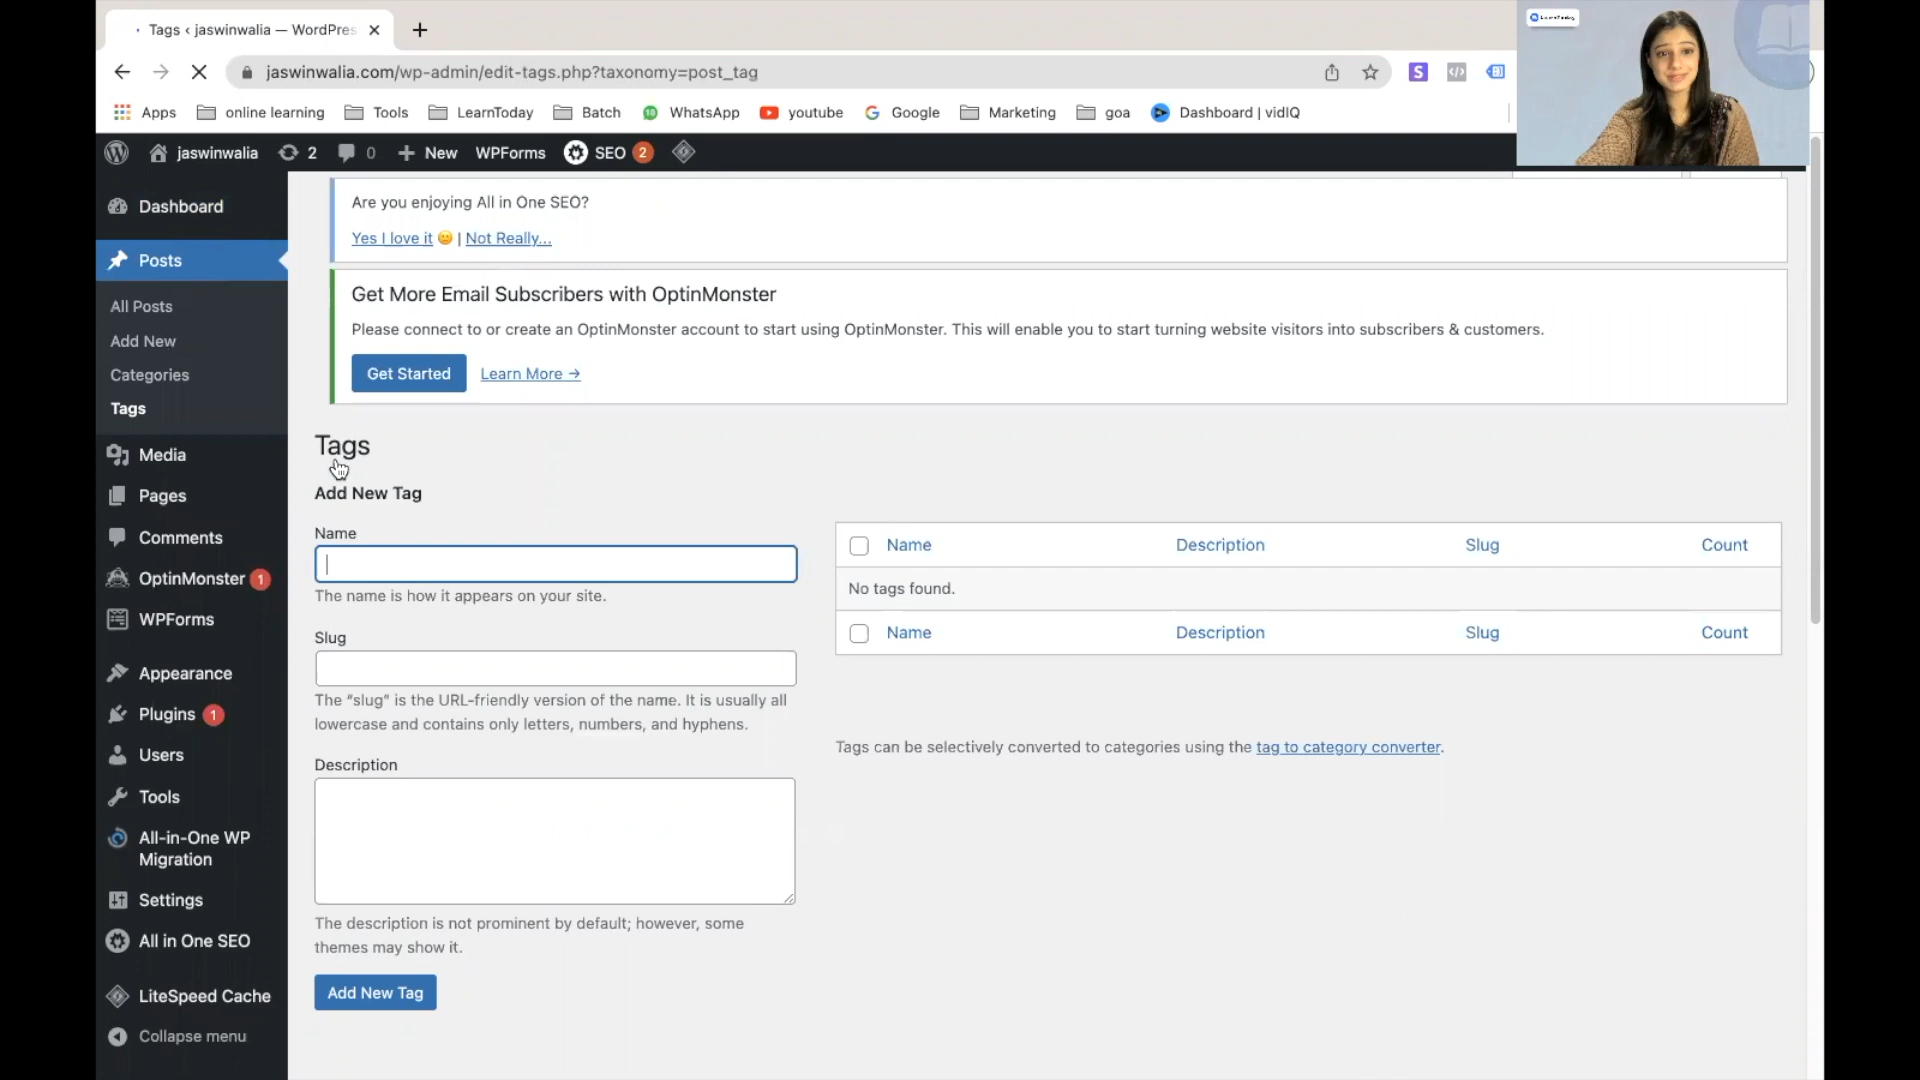 Tags ‹ jaswinwalia — WordPres
jaswinwalia.com/wp-admin/edit-tags.php?taxonomy=post_tag
Apps online learning Tools LearnToday Batch WhatsApp youtube Google Marketing goa Dashboard | vidIQ
jaswinwalia 2 0 New WPForms SEO 2
Dashboard
Posts
All Posts
Add New
Categories
Tags
Media
Pages
Comments
OptinMonster 1
WPForms
Appearance
Plugins 1
Users
Tools
All-in-One WP
Migration
Settings
All in One SEO
LiteSpeed Cache
Collapse menu
Are you enjoying All in One SEO?
Yes I love it | Not Really...
Get More Email Subscribers with OptinMonster
Please connect to or create an OptinMonster account to start using OptinMonster. This will enable you to start turning website visitors into subscribers & customers.
Get Started Learn More →
Tags
Add New Tag
Name
The name is how it appears on your site.
Slug
The “slug” is the URL-friendly version of the name. It is usually all
lowercase and contains only letters, numbers, and hyphens.
Description
The description is not prominent by default; however, some
themes may show it.
Add New Tag
Name Description Slug Count
No tags found.
Name Description Slug Count
Tags can be selectively converted to categories using the tag to category converter.